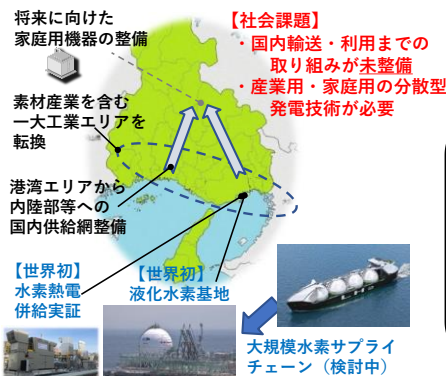 将来に向けた
家庭用機器の整備
【社会課題】
・国内輸送・利用までの
取り組みが未整備
・産業用・家庭用の分散型
発電技術が必要
素材産業を含む
一大工業エリアを
転換
港湾エリアから
内陸部等への
国内供給網整備
【世界初】
水素熱電
併給実証
【世界初】
液化水素基地
大規模水素サプライ
チェーン（検討中）